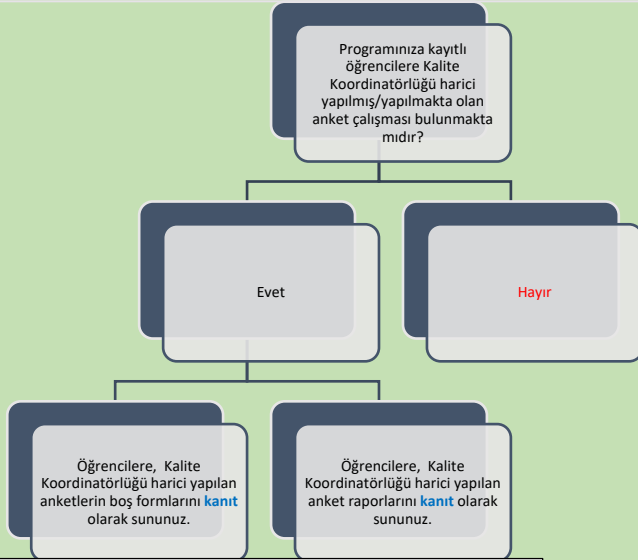 Programınıza kayıtlı
öğrencilere Kalite
Koordinatörlüğü harici
yapılmış/yapılmakta olan
anket çalışması bulunmakta
mıdır?
Evet
Hayır
Öğrencilere, Kalite
Koordinatörlüğü harici yapılan
anketlerin boş formlarını kanıt
olarak sununuz.
Öğrencilere, Kalite
Koordinatörlüğü harici yapılan
anket raporlarını kanıt olarak
sununuz.